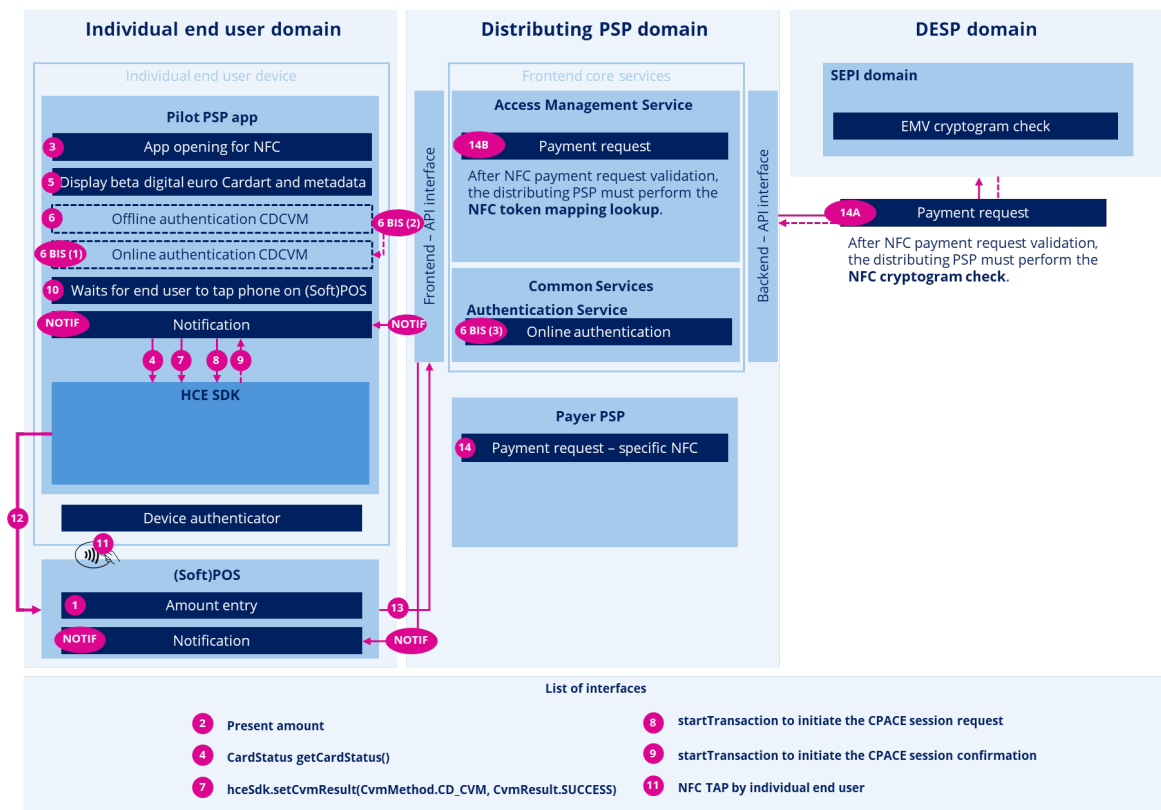 Individual end user domain
Individual end user device
Pilot PSP app
3 App opening for NFC
5 Display beta digital euro Cardart and metadata
6 Offline authentication CDCVM
6 BIS (1) Online authentication CDCVM
6 BIS (2)
10 Waits for end user to tap phone on (Soft)POS
NOTIF Notification
NOTIF
4 7 8 9
HCE SDK
12
Device authenticator
11
(Soft)POS
1 Amount entry
13
NOTIF Notification
NOTIF
Distributing PSP domain
Frontend core services
Frontend – API interface
Access Management Service
14B Payment request
After NFC payment request validation,
the distributing PSP must perform the
NFC token mapping lookup.
Common Services
Authentication Service
6 BIS (3) Online authentication
Backend – API interface
Payer PSP
14 Payment request – specific NFC
DESP domain
SEPI domain
EMV cryptogram check
14A Payment request
After NFC payment request validation,
the distributing PSP must perform the
NFC cryptogram check.
List of interfaces
2 Present amount
4 CardStatus getCardStatus()
7 hceSdk.setCvmResult(CvmMethod.CD_CVM, CvmResult.SUCCESS)
8 startTransaction to initiate the CPACE session request
9 startTransaction to initiate the CPACE session confirmation
11 NFC TAP by individual end user